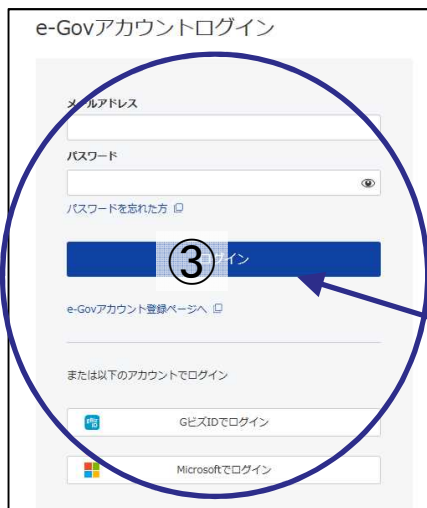 e-Govアカウントログイン
メールアドレス
パスワード
パスワードを忘れた方
③ログイン
e-Govアカウント登録ページへ
または以下のアカウントでログイン
GビズIDでログイン
Microsoftでログイン